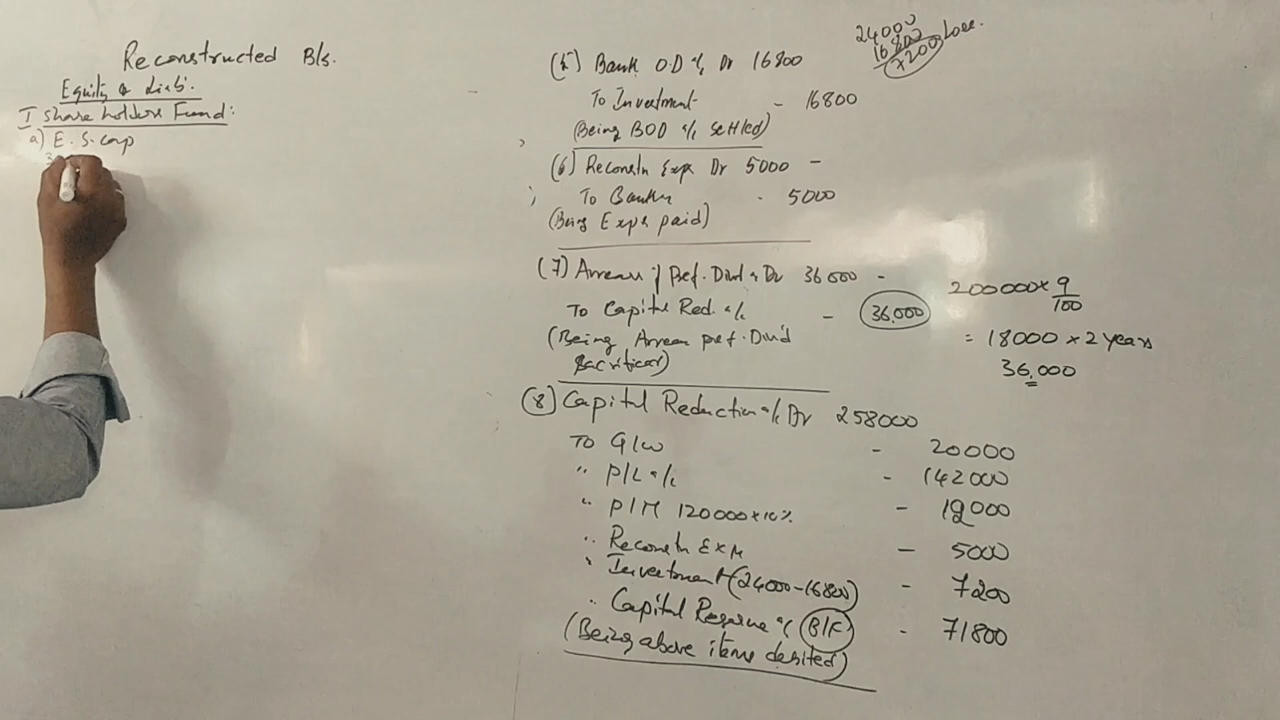 Reconstructed B/s.
Equity & Liab.
I Share holders Fund:
a) E. S. cap
3
24000
16800
7200 Loss.
(5) Bank O.D a/c Dr 16800
To Investment - 16800
(Being BOD a/c settled)
(6) Reconstn Exps Dr 5000 -
To Bank - 5000
(Being Exps paid)
(7) Arrears of Pref. Divd a/c Dr 36000 -
To Capital Red. a/c - 36,000
(Being Arrears pref. Divd
sacrificed)
200000 × 9/100
= 18000 × 2 years
36,000
(8) Capital Reduction a/c Dr 258000
To G/W - 20000
" P/L a/c - 142000
" P/M 120000×10% - 12000
" Reconstn Exp - 5000
" Investment (24000-16800) - 7200
" Capital Reserve a/c (B/F) - 71800
(Being above items debited)